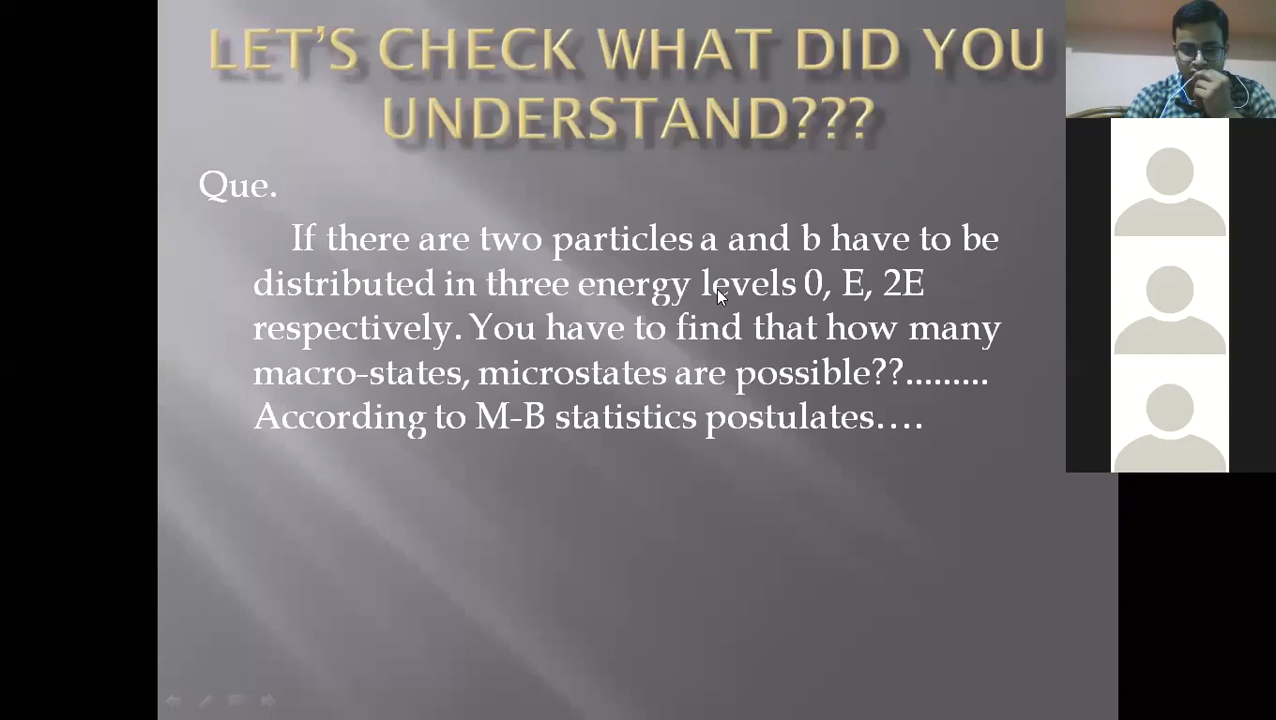 LET'S CHECK WHAT DID YOU
UNDERSTAND???
Que.
If there are two particles a and b have to be
distributed in three energy levels 0, E, 2E
respectively. You have to find that how many
macro-states, microstates are possible??.........
According to M-B statistics postulates....